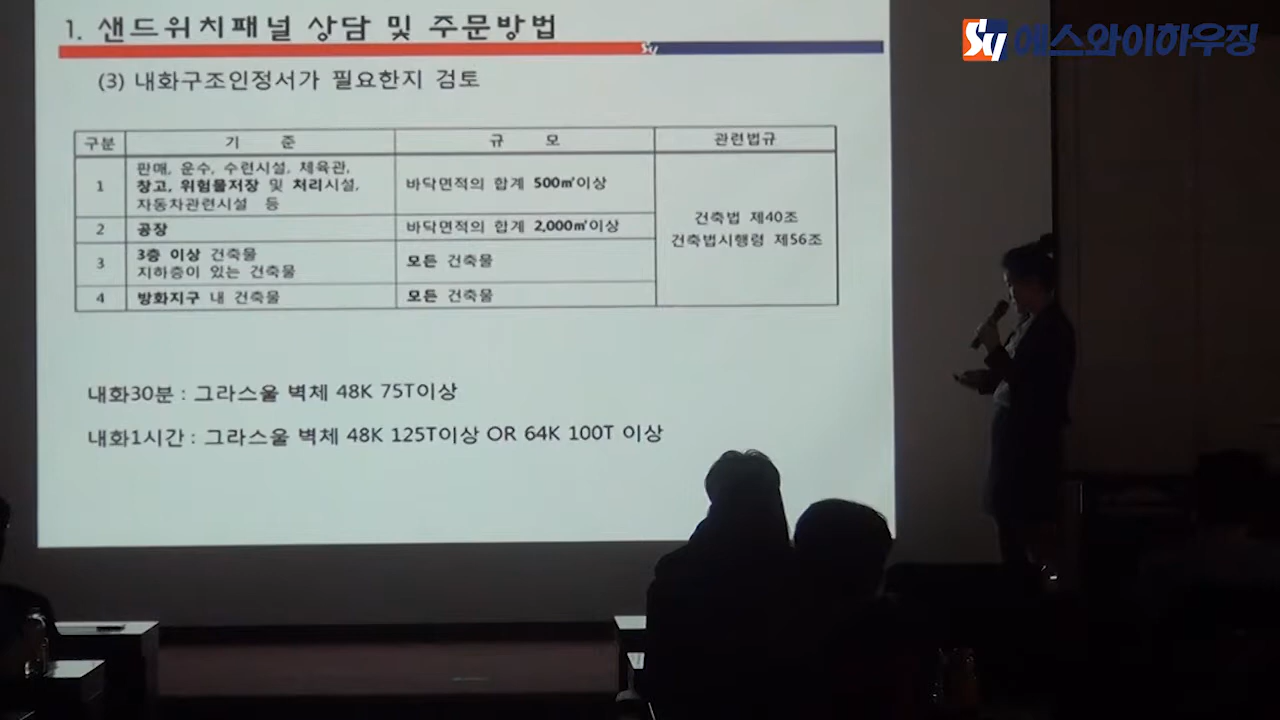 1. 샌드위치패널 상담 및 주문방법
SY
SY 에스와이하우징
(3) 내화구조인정서가 필요한지 검토
구분 기 준 규 모 관련법규
1 판매, 운수, 수련시설, 체육관,
창고, 위험물저장 및 처리시설,
자동차관련시설 등
바닥면적의 합계 500㎡이상
2 공장 바닥면적의 합계 2,000㎡이상
3 3층 이상 건축물
지하층이 있는 건축물
모든 건축물
4 방화지구 내 건축물 모든 건축물
건축법 제40조
건축법시행령 제56조
내화30분 : 그라스울 벽체 48K 75T이상
내화1시간 : 그라스울 벽체 48K 125T이상 OR 64K 100T 이상